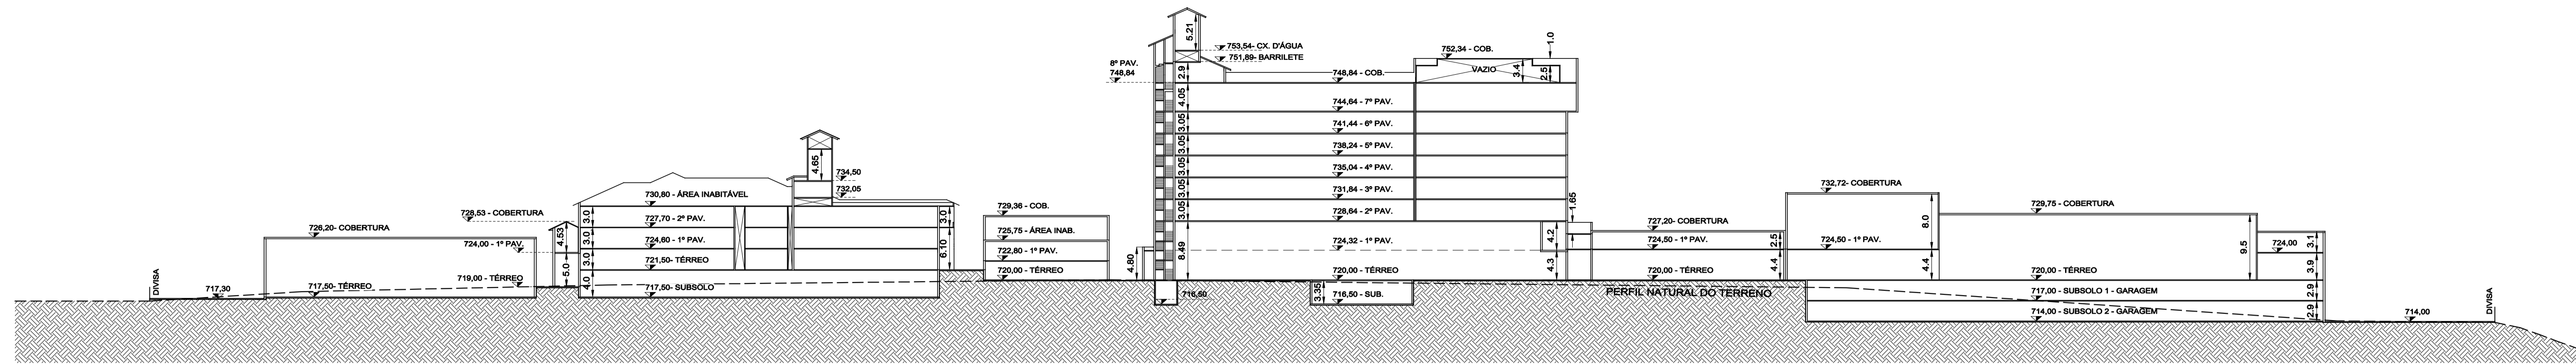 DIVISA
717,30
726,20- COBERTURA
717,50- TÉRREO
728,53 - COBERTURA
724,00 - 1º PAV.
719,00 - TÉRREO
4.53
5.0
730,80 - ÁREA INABITÁVEL
727,70 - 2º PAV.
724,60 - 1º PAV.
721,50- TÉRREO
717,50- SUBSOLO
3.0
3.0
3.0
4.0
4.65
734,50
732,05
3.0
6.10
729,36 - COB.
725,75 - ÁREA INAB.
722,80 - 1º PAV.
720,00 - TÉRREO
8º PAV.
748,84
4.80
5.21
753,54- CX. D'ÁGUA
751,89- BARRILETE
2.9
4.05
3.05
3.05
3.05
3.05
3.05
8.49
716,50
752,34 - COB.
1.0
VAZIO
3.4
2.5
748,84 - COB.
744,64 - 7º PAV.
741,44 - 6º PAV.
738,24 - 5º PAV.
735,04 - 4º PAV.
731,84 - 3º PAV.
728,64 - 2º PAV.
724,32 - 1º PAV.
720,00 - TÉRREO
716,50 - SUB.
3.35
4.2
4.3
1.65
727,20- COBERTURA
724,50 - 1º PAV.
720,00 - TÉRREO
2.5
4.4
PERFIL NATURAL DO TERRENO
732,72- COBERTURA
724,50 - 1º PAV.
8.0
4.4
729,75 - COBERTURA
720,00 - TÉRREO
717,00 - SUBSOLO 1 - GARAGEM
714,00 - SUBSOLO 2 - GARAGEM
9.5
724,00
3.1
3.9
2.9
2.9
714,00
DIVISA